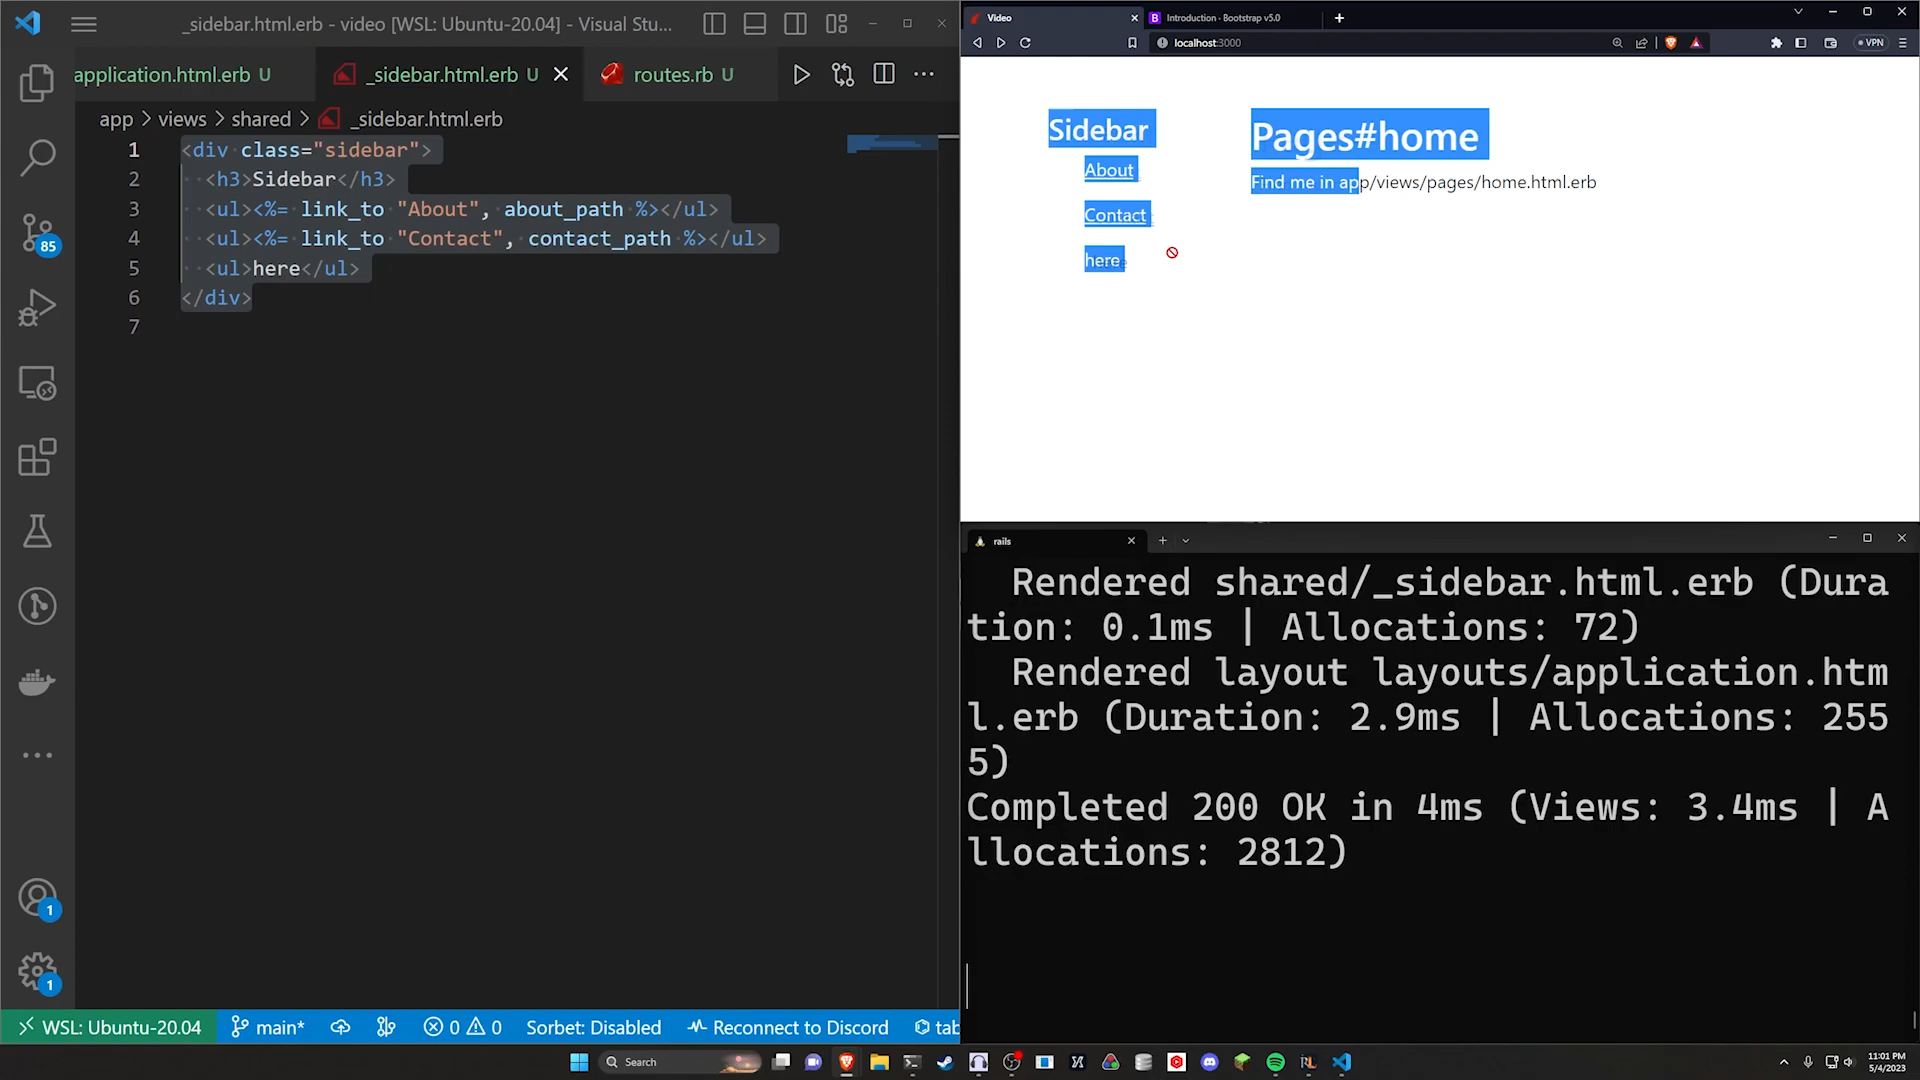 _sidebar.html.erb - video [WSL: Ubuntu-20.04] - Visual Stu...
application.html.erb U
_sidebar.html.erb U
routes.rb U
app > views > shared > _sidebar.html.erb
1 <div class="sidebar">
2 <h3>Sidebar</h3>
3 <ul><%= link_to "About", about_path %></ul>
4 <ul><%= link_to "Contact", contact_path %></ul>
5 <ul>here</ul>
6 </div>
7
85
1
1
WSL: Ubuntu-20.04
main*
0 0
Sorbet: Disabled
Reconnect to Discord
tab
Video
Introduction · Bootstrap v5.0
localhost:3000
VPN
Sidebar
About
Contact
here
Pages#home
Find me in app/views/pages/home.html.erb
rails
Rendered shared/_sidebar.html.erb (Dura
tion: 0.1ms | Allocations: 72)
Rendered layout layouts/application.htm
l.erb (Duration: 2.9ms | Allocations: 255
5)
Completed 200 OK in 4ms (Views: 3.4ms | A
llocations: 2812)
Search
11:01 PM
5/4/2023